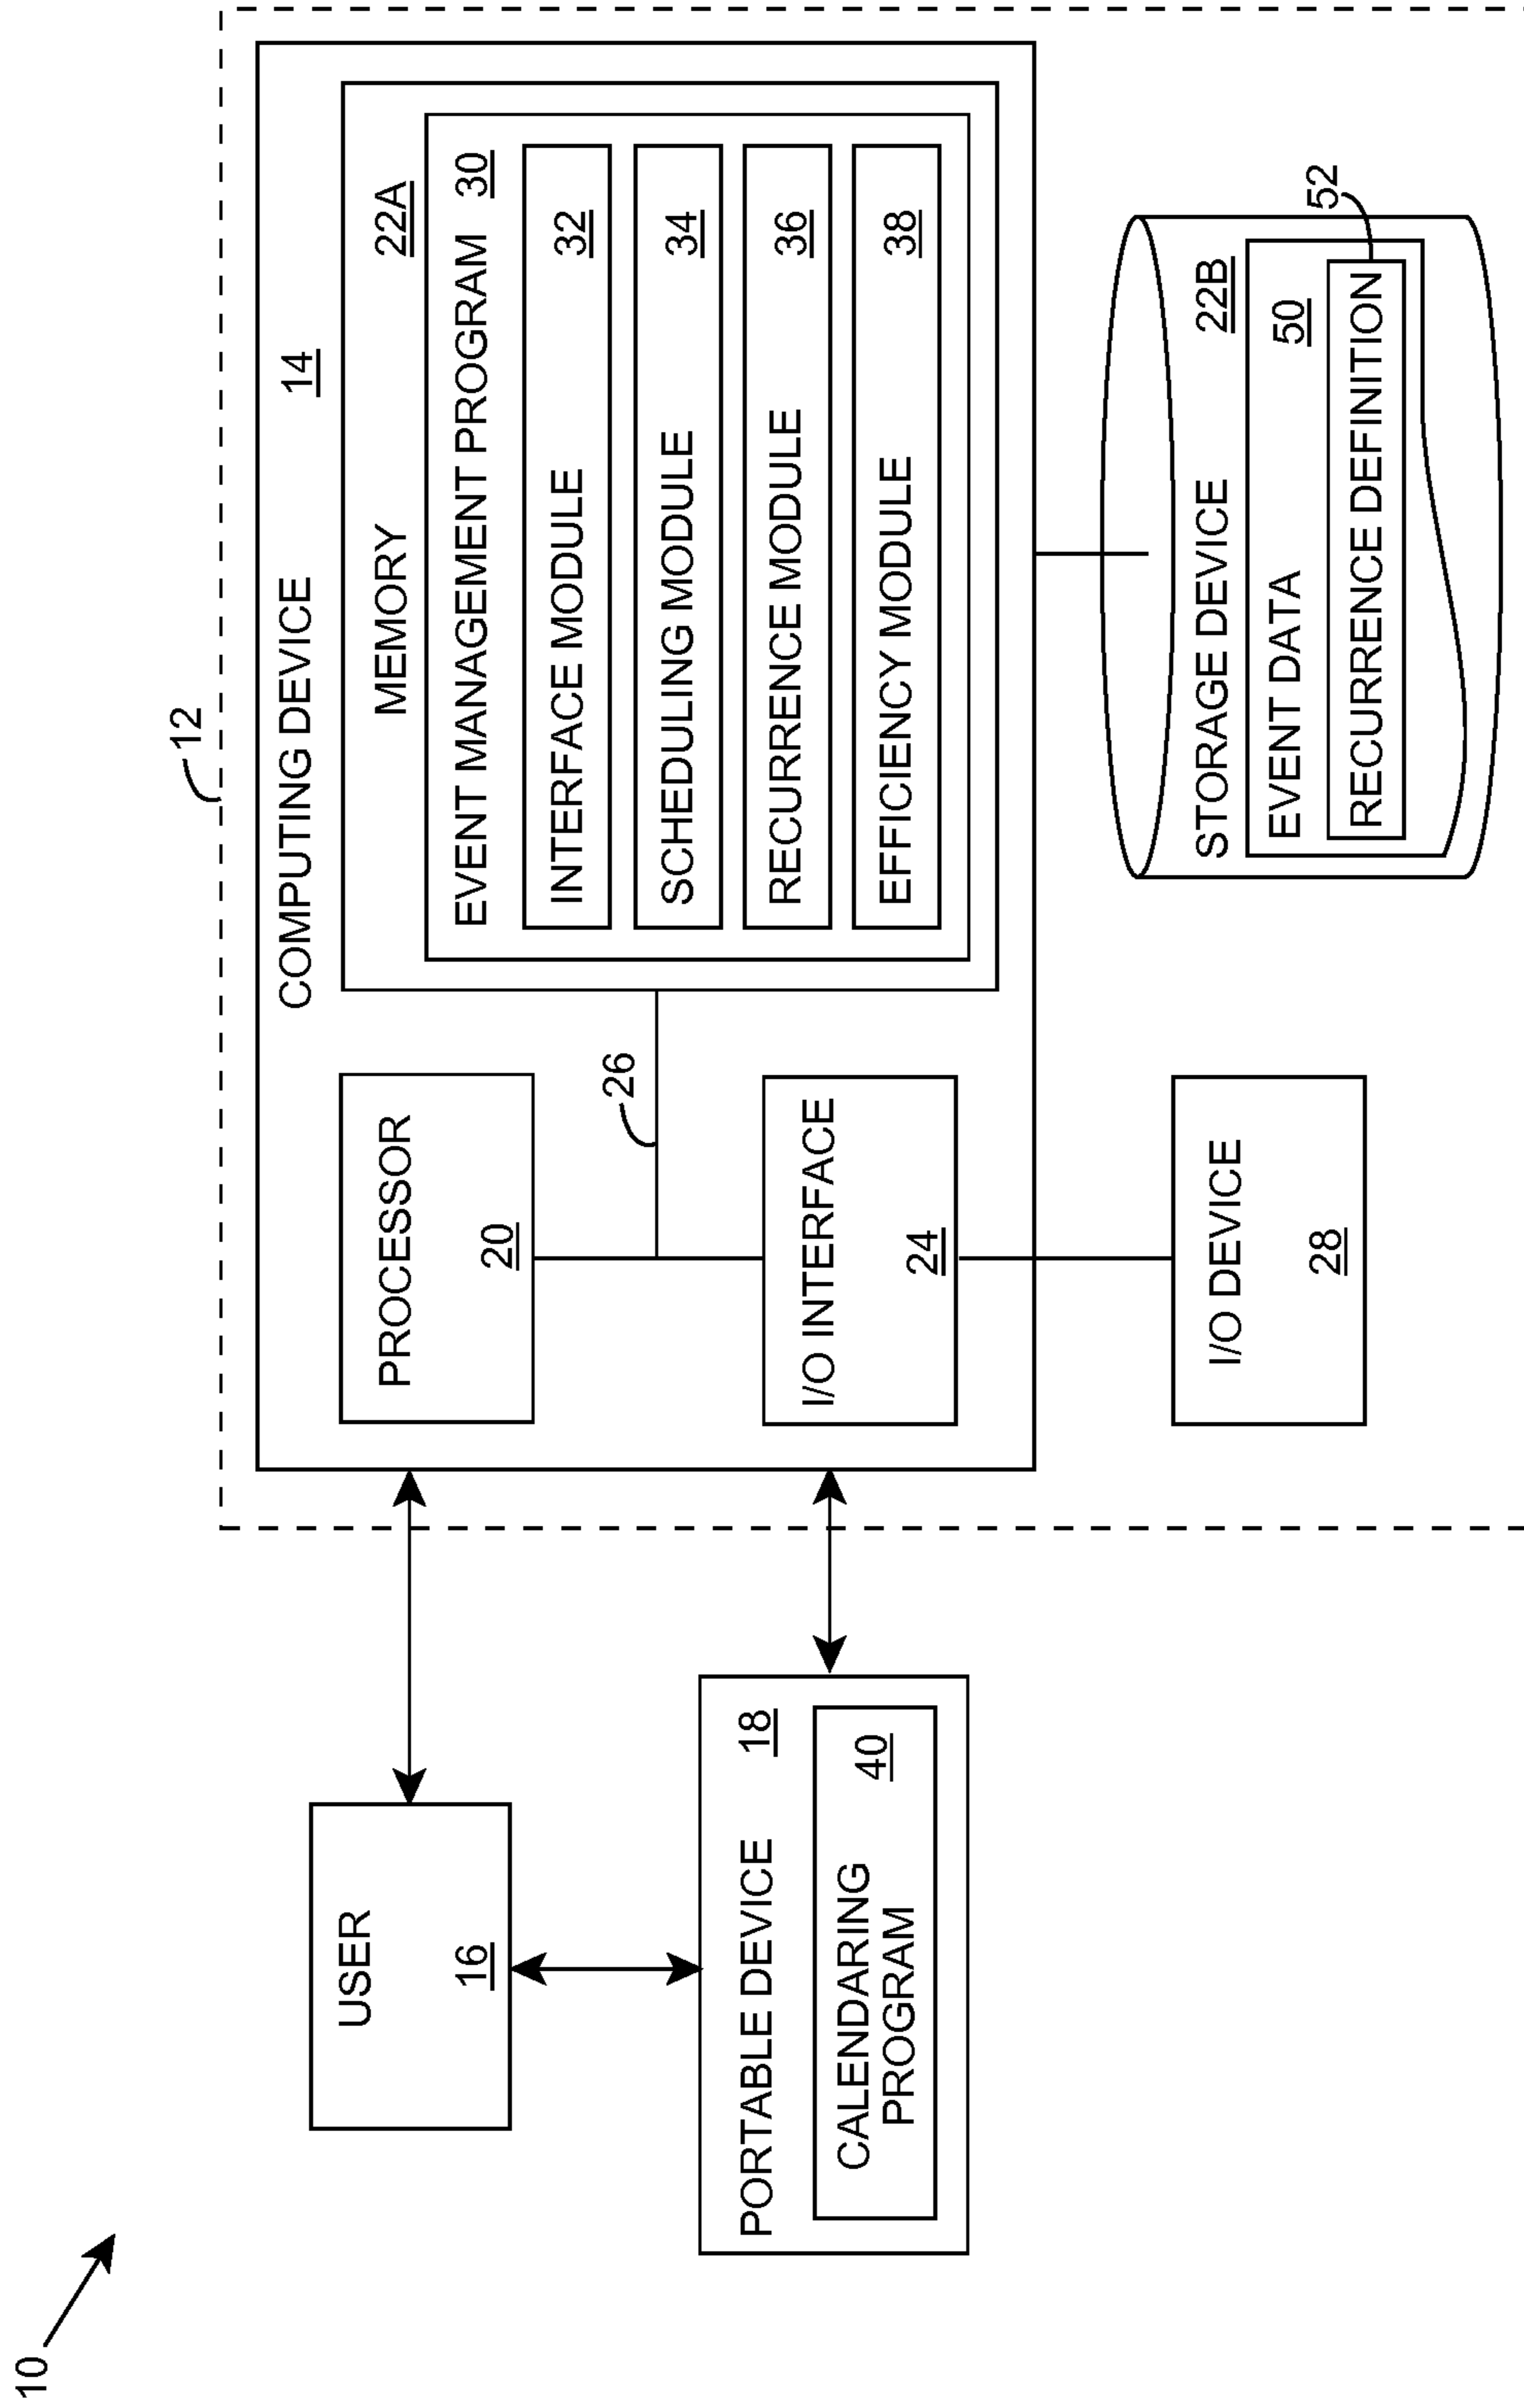 10
12
COMPUTING DEVICE 14
USER
16
PROCESSOR
20
MEMORY 22A
EVENT MANAGEMENT PROGRAM 30
INTERFACE MODULE 32
26
SCHEDULING MODULE 34
RECURRENCE MODULE 36
EFFICIENCY MODULE 38
PORTABLE DEVICE 18
CALENDARING
PROGRAM
40
I/O INTERFACE
24
I/O DEVICE
28
STORAGE DEVICE 22B
EVENT DATA 50
52
RECURRENCE DEFINITION